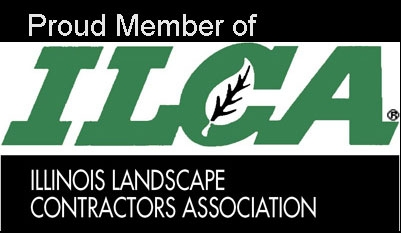 Proud Member of
ILCA®
ILLINOIS LANDSCAPE
CONTRACTORS ASSOCIATION